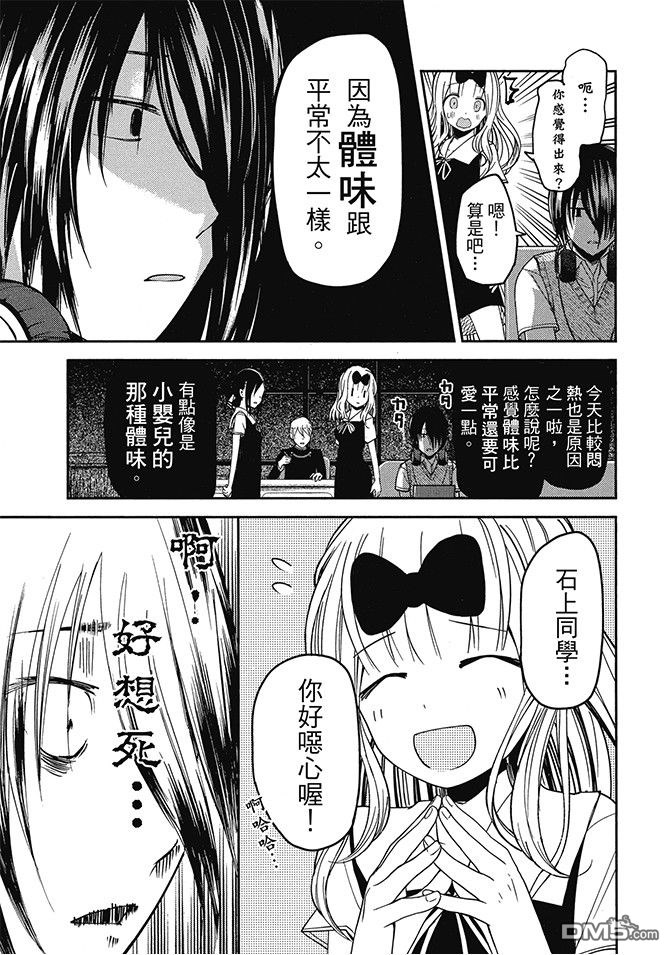 呃…
你感覺得出來？
嗯！
算是吧…
因為體味跟
平常不太一樣。
今天比較悶
熱也是原因
之一啦，
怎麼說呢？
感覺體味比
平常還要可
愛一點。
カタ
カタ
有點像是
小嬰兒的
那種體味。
石上同學…
你好噁心喔！
啊哈哈…
啊，
好想死…
DM5.com